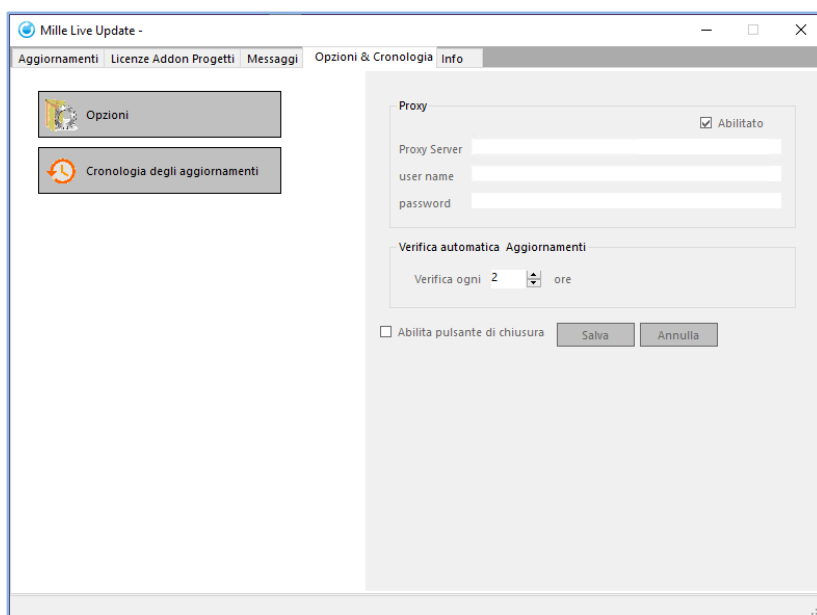 Mille Live Update -
Aggiornamenti Licenze Addon Progetti Messaggi Opzioni & Cronologia Info
Opzioni
Cronologia degli aggiornamenti
Proxy
Abilitato
Proxy Server
user name
password
Verifica automatica Aggiornamenti
Verifica ogni 2 ore
Abilita pulsante di chiusura Salva Annulla